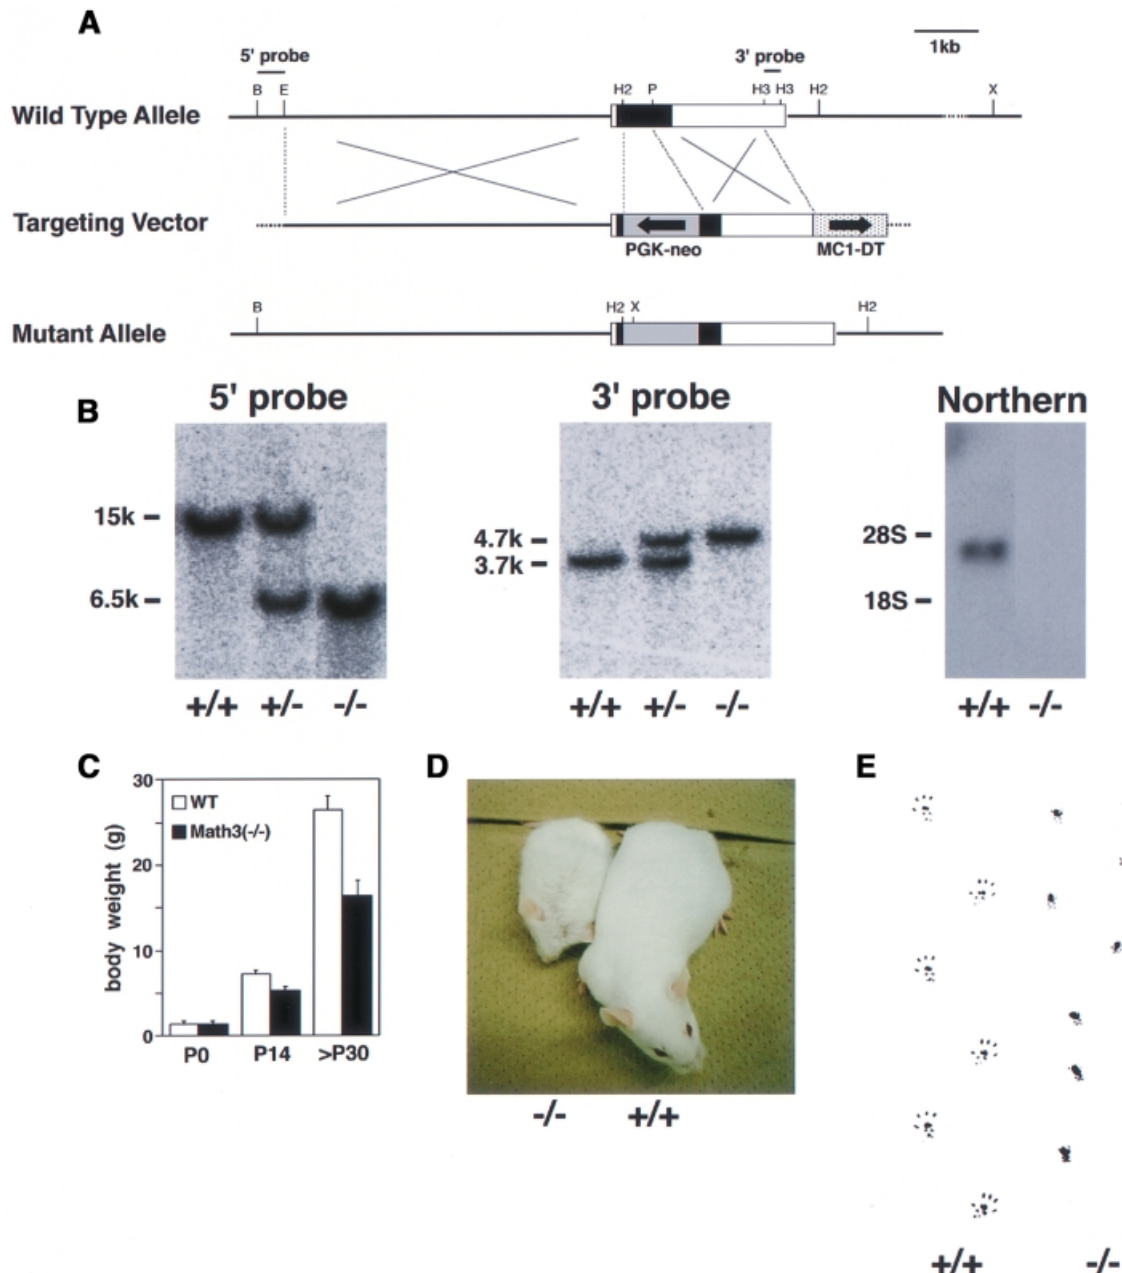 A
1kb
5' probe
3' probe
B E H2 P H3 H3 H2 X
Wild Type Allele
Targeting Vector
PGK-neo
MC1-DT
B H2 X H2
Mutant Allele
B
5' probe
15k
6.5k
+/+ +/- -/-
3' probe
4.7k
3.7k
+/+ +/- -/-
Northern
28S
18S
+/+ -/-
C
30
20
10
0
body weight (g)
WT
Math3(-/-)
P0 P14 >P30
D
-/- +/+
E
+/+ -/-